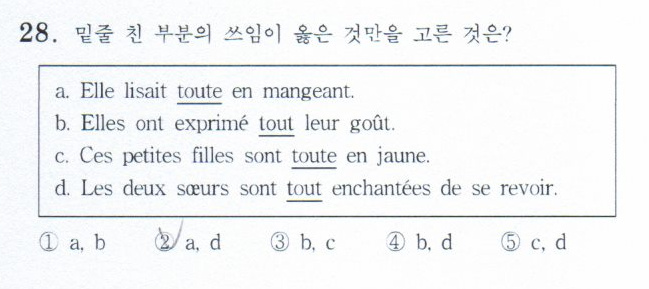 28. 밑줄 친 부분의 쓰임이 옳은 것만을 고른 것은?
a. Elle lisait toute en mangeant.
b. Elles ont exprimé tout leur goût.
c. Ces petites filles sont toute en jaune.
d. Les deux sœurs sont tout enchantées de se revoir.
① a, b ② a, d ③ b, c ④ b, d ⑤ c, d